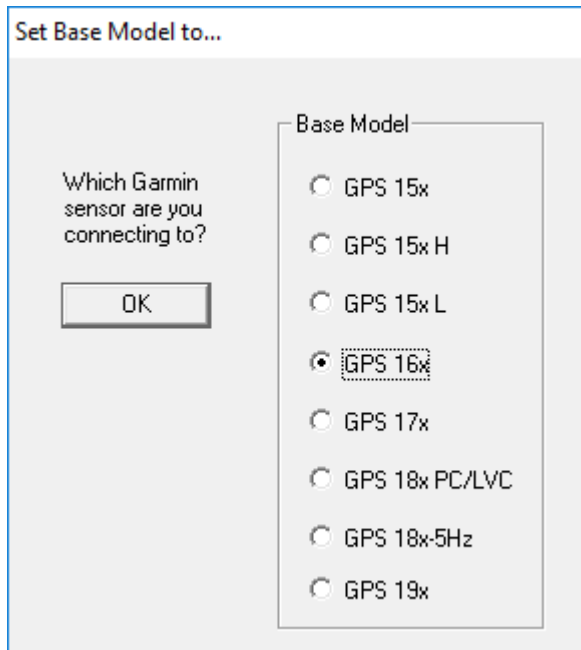 Set Base Model to...
Which Garmin
sensor are you
connecting to?
OK
Base Model
GPS 15x
GPS 15x H
GPS 15x L
GPS 16x
GPS 17x
GPS 18x PC/LVC
GPS 18x-5Hz
GPS 19x